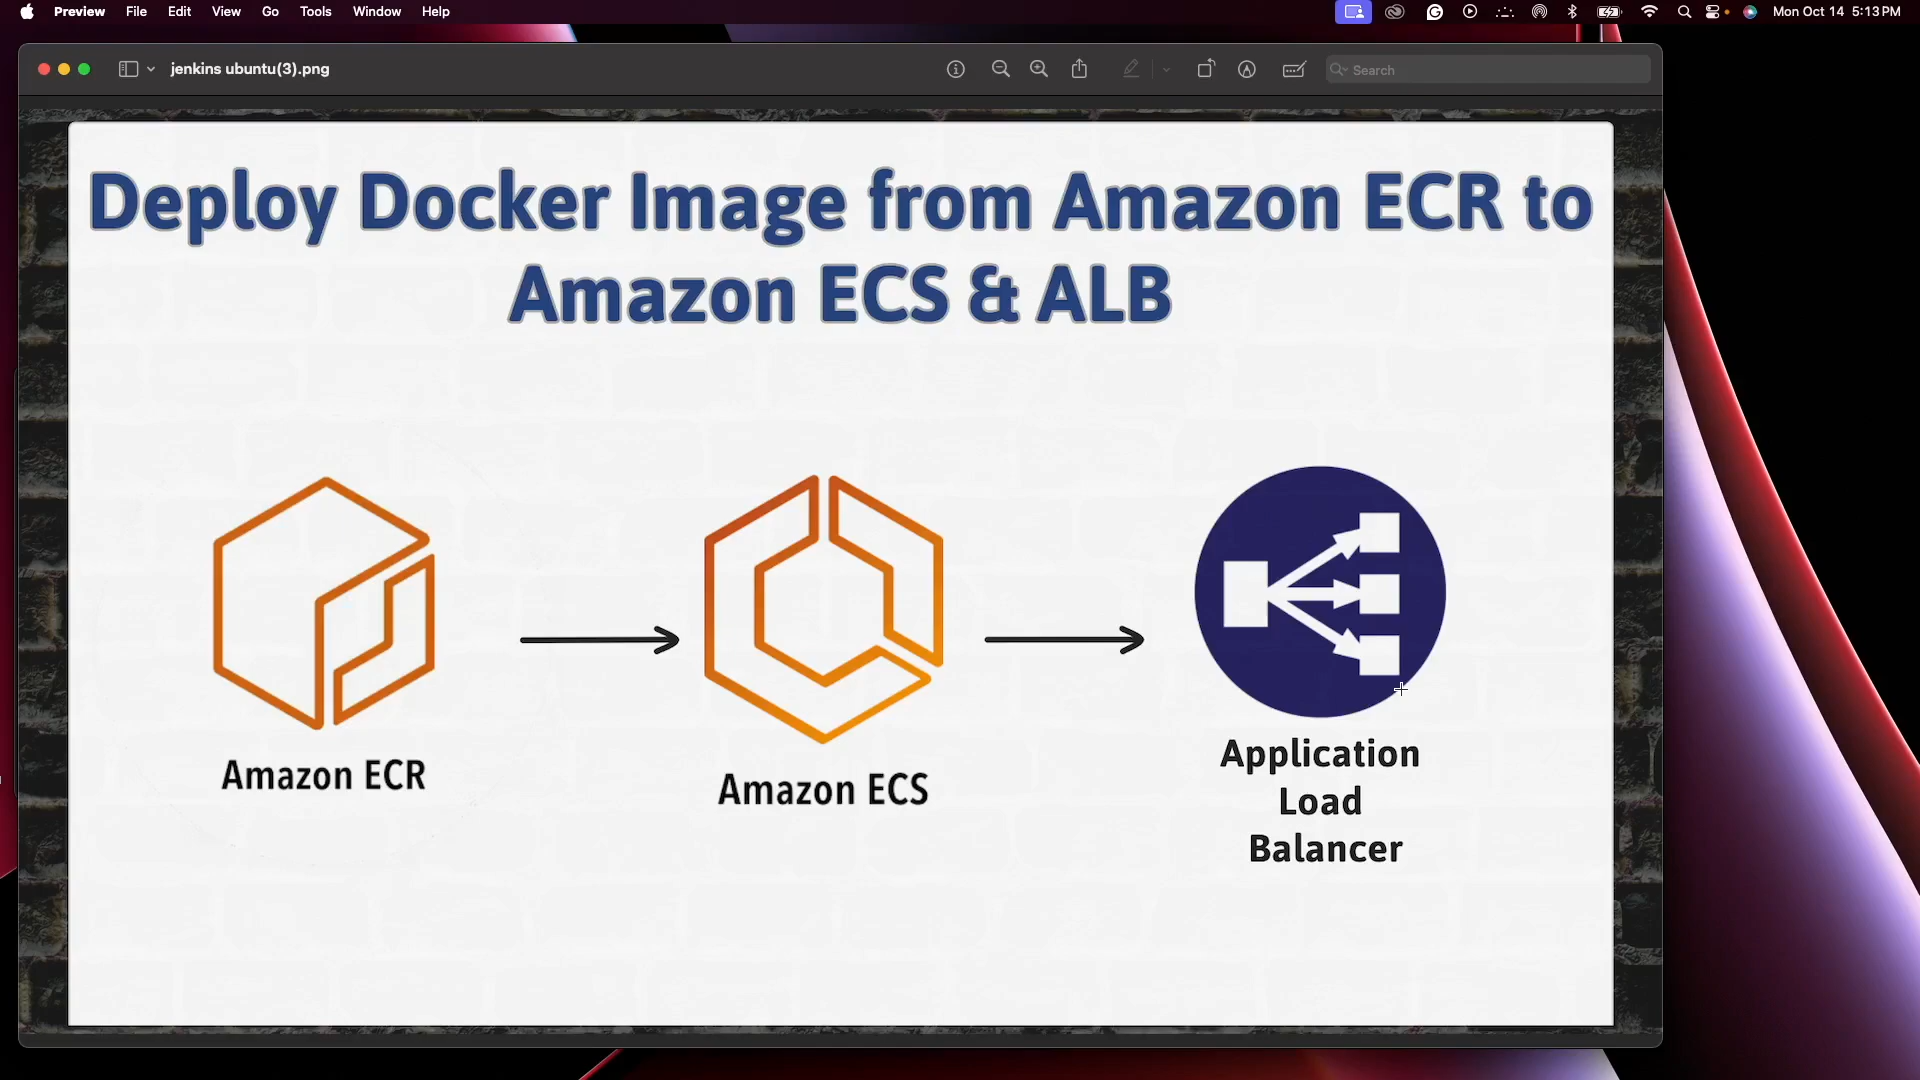 Preview File Edit View Go Tools Window Help Mon Oct 14 5:13 PM
jenkins ubuntu(3).png Search
Deploy Docker Image from Amazon ECR to
Amazon ECS & ALB
Amazon ECR
Amazon ECS
Application
Load
Balancer